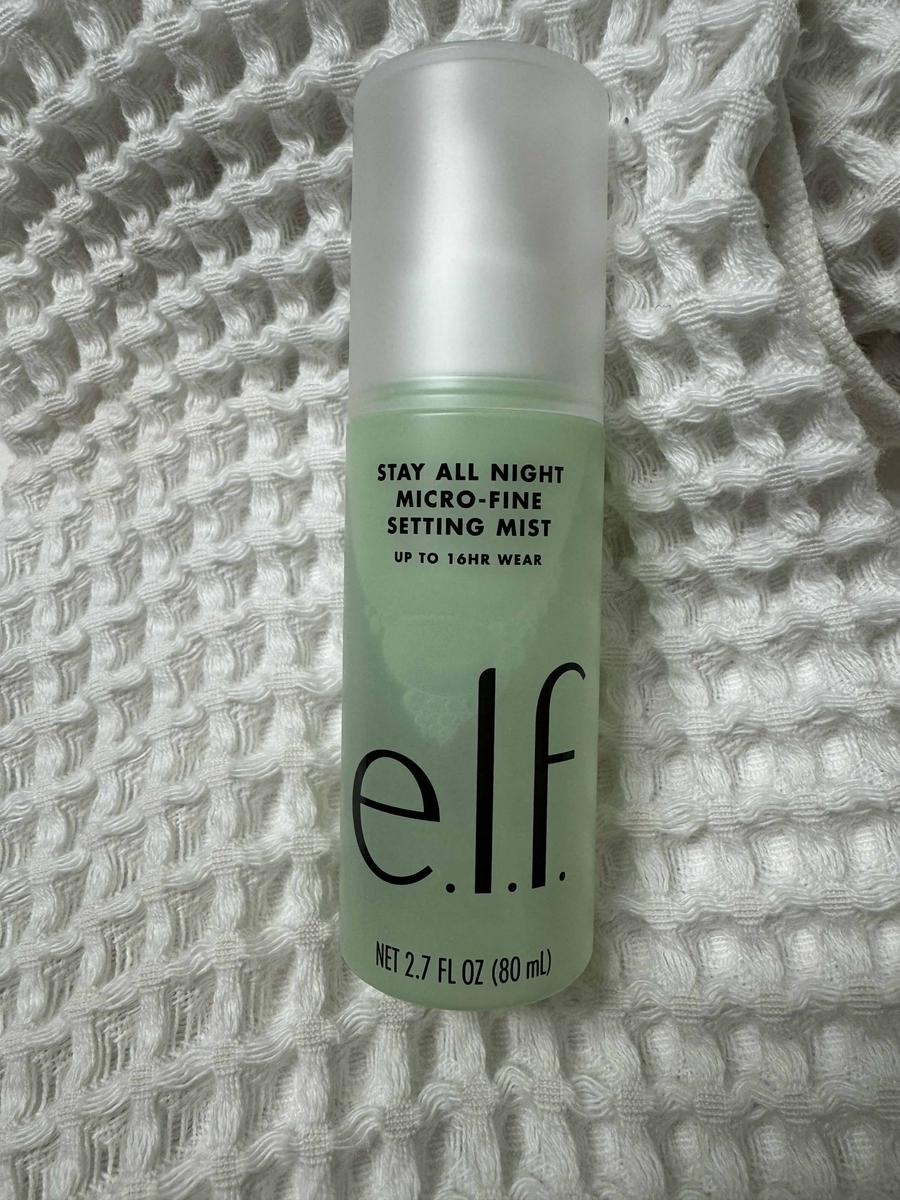 STAY ALL NIGHT
MICRO-FINE
SETTING MIST
UP TO 16HR WEAR
e.l.f.
NET 2.7 FL OZ (80 mL)